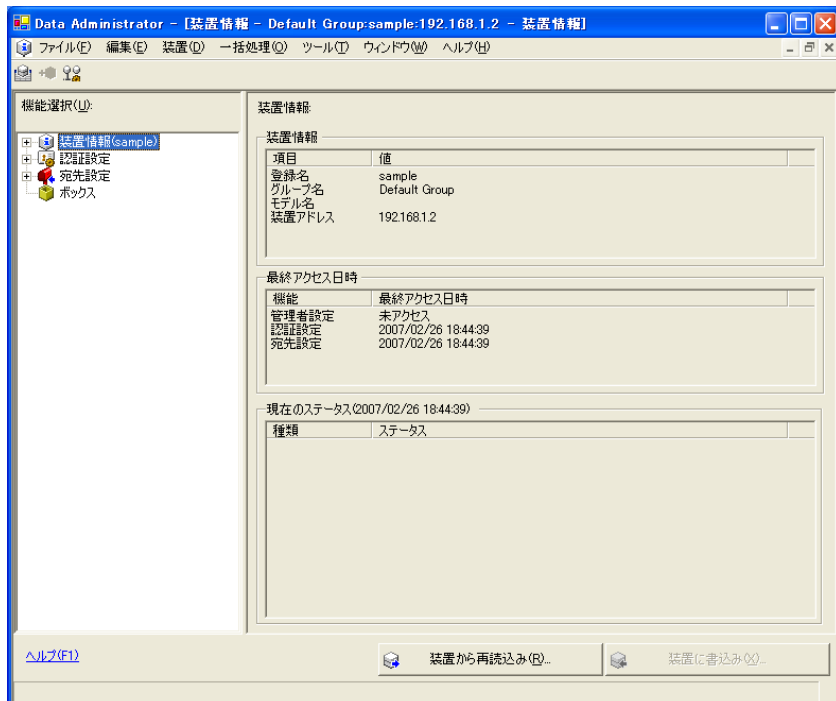 Data Administrator - [装置情報 - Default Group:sample:192.168.1.2 - 装置情報]
ファイル(F) 編集(E) 装置(D) 一括処理(O) ツール(T) ウィンドウ(W) ヘルプ(H)
機能選択(U):
装置情報(sample)
認証設定
宛先設定
ボックス
装置情報:
装置情報
項目 値
登録名 sample
グループ名 Default Group
モデル名
装置アドレス 192.168.1.2
最終アクセス日時
機能 最終アクセス日時
管理者設定 未アクセス
認証設定 2007/02/26 18:44:39
宛先設定 2007/02/26 18:44:39
現在のステータス(2007/02/26 18:44:39)
種類 ステータス
ヘルプ(F1)
装置から再読込み(R)...
装置に書込み(X)...